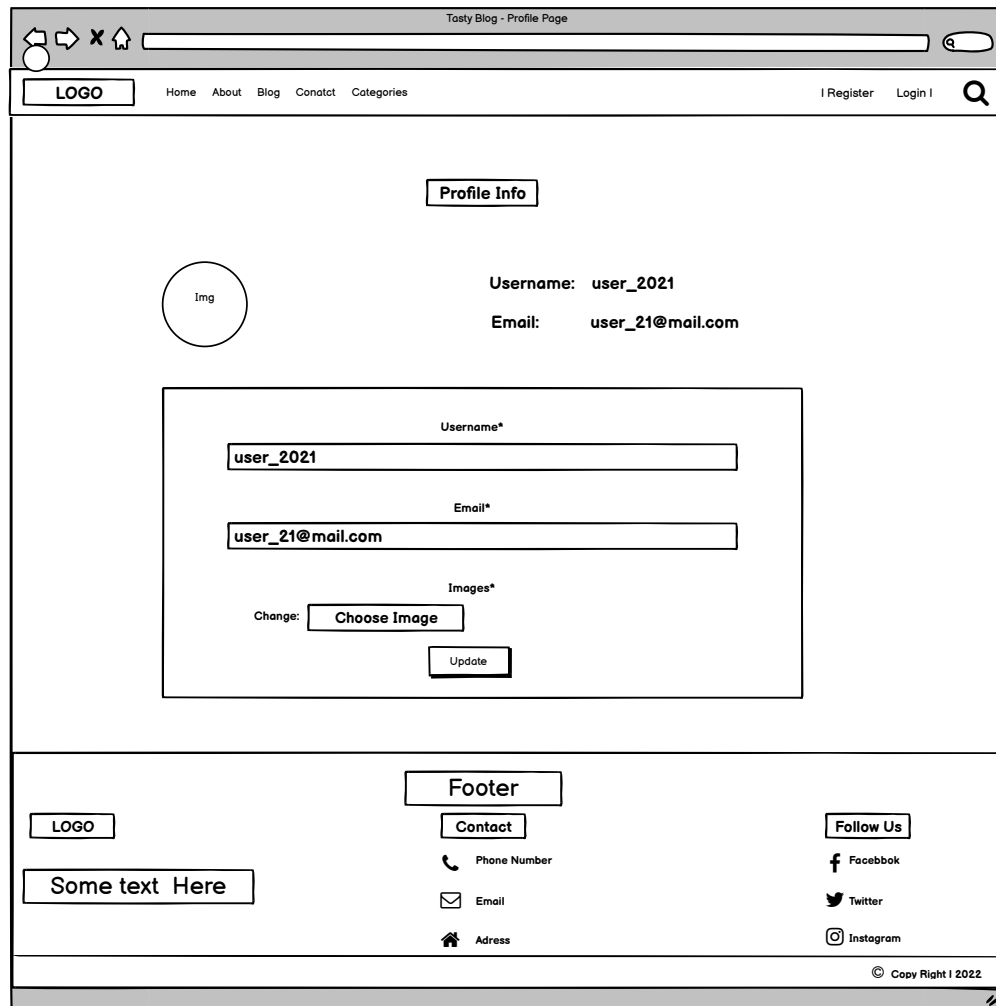 Tasty Blog - Profile Page
LOGO Home About Blog Conatct Categories | Register Login |
Profile Info
Img
Username: user_2021
Email: user_21@mail.com
Username*
user_2021
Email*
user_21@mail.com
Images*
Change: Choose Image
Update
Footer
LOGO Contact Follow Us
Phone Number Facebbok
Some text Here
Email Twitter
Adress Instagram
© Copy Right | 2022